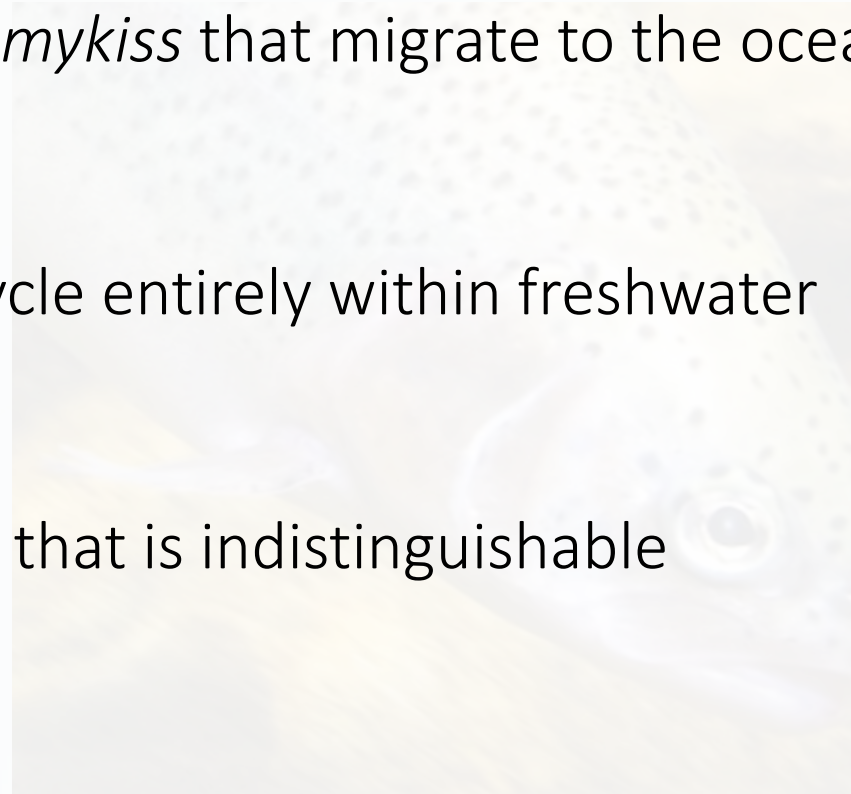 mykiss that migrate to the ocea
ycle entirely within freshwater
that is indistinguishable